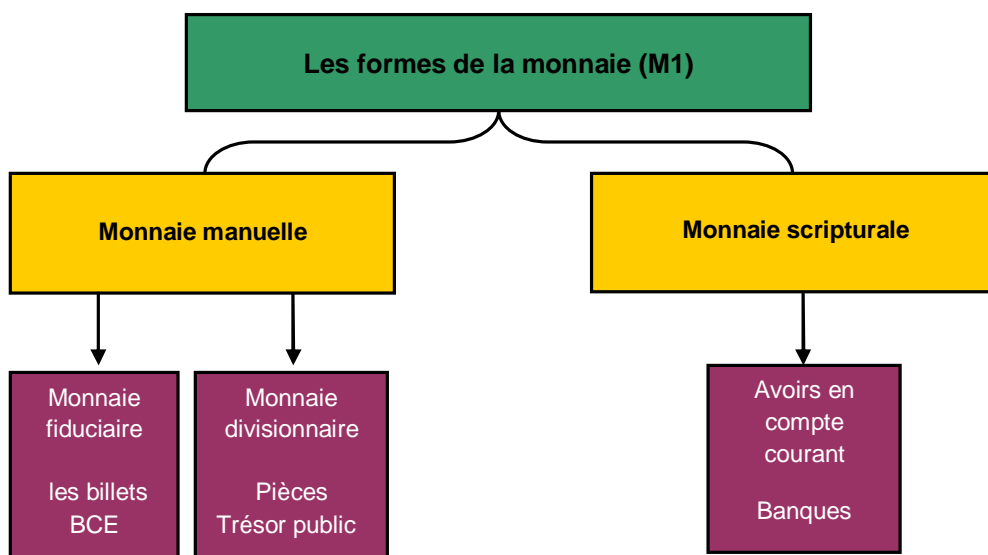 Les formes de la monnaie (M1)
Monnaie manuelle
Monnaie scripturale
Monnaie
fiduciaire
les billets
BCE
Monnaie
divisionnaire
Pièces
Trésor public
Avoirs en
compte
courant
Banques